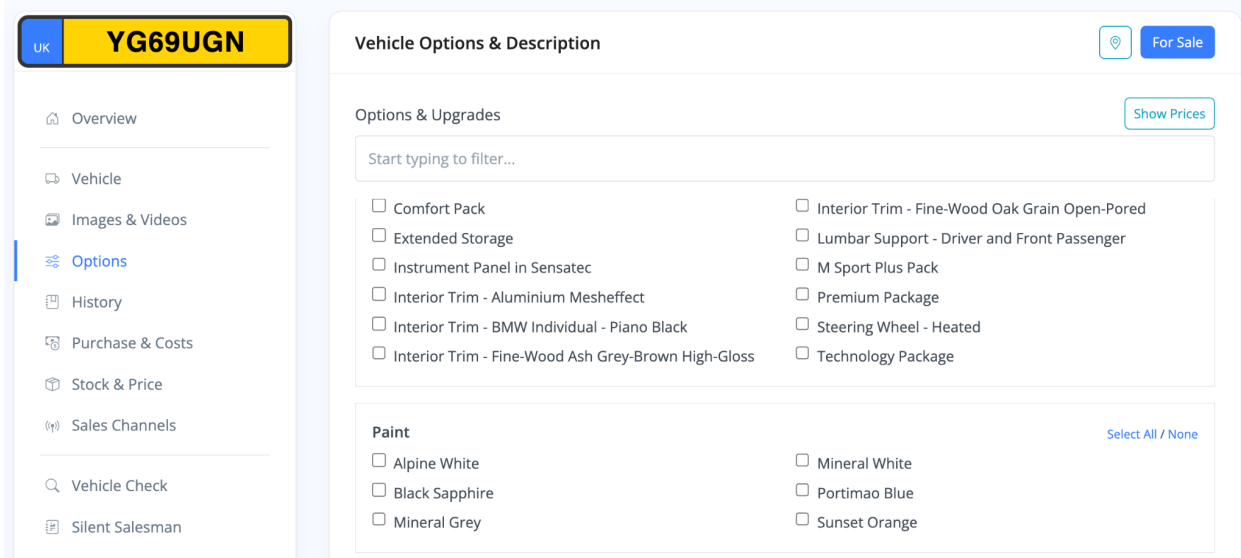 UK YG69UGN
Overview
Vehicle
Images & Videos
Options
History
Purchase & Costs
Stock & Price
Sales Channels
Vehicle Check
Silent Salesman
Vehicle Options & Description
For Sale
Options & Upgrades
Show Prices
Start typing to filter...
Comfort Pack
Extended Storage
Instrument Panel in Sensatec
Interior Trim - Aluminium Mesheffect
Interior Trim - BMW Individual - Piano Black
Interior Trim - Fine-Wood Ash Grey-Brown High-Gloss
Interior Trim - Fine-Wood Oak Grain Open-Pored
Lumbar Support - Driver and Front Passenger
M Sport Plus Pack
Premium Package
Steering Wheel - Heated
Technology Package
Paint
Select All / None
Alpine White
Black Sapphire
Mineral Grey
Mineral White
Portimao Blue
Sunset Orange